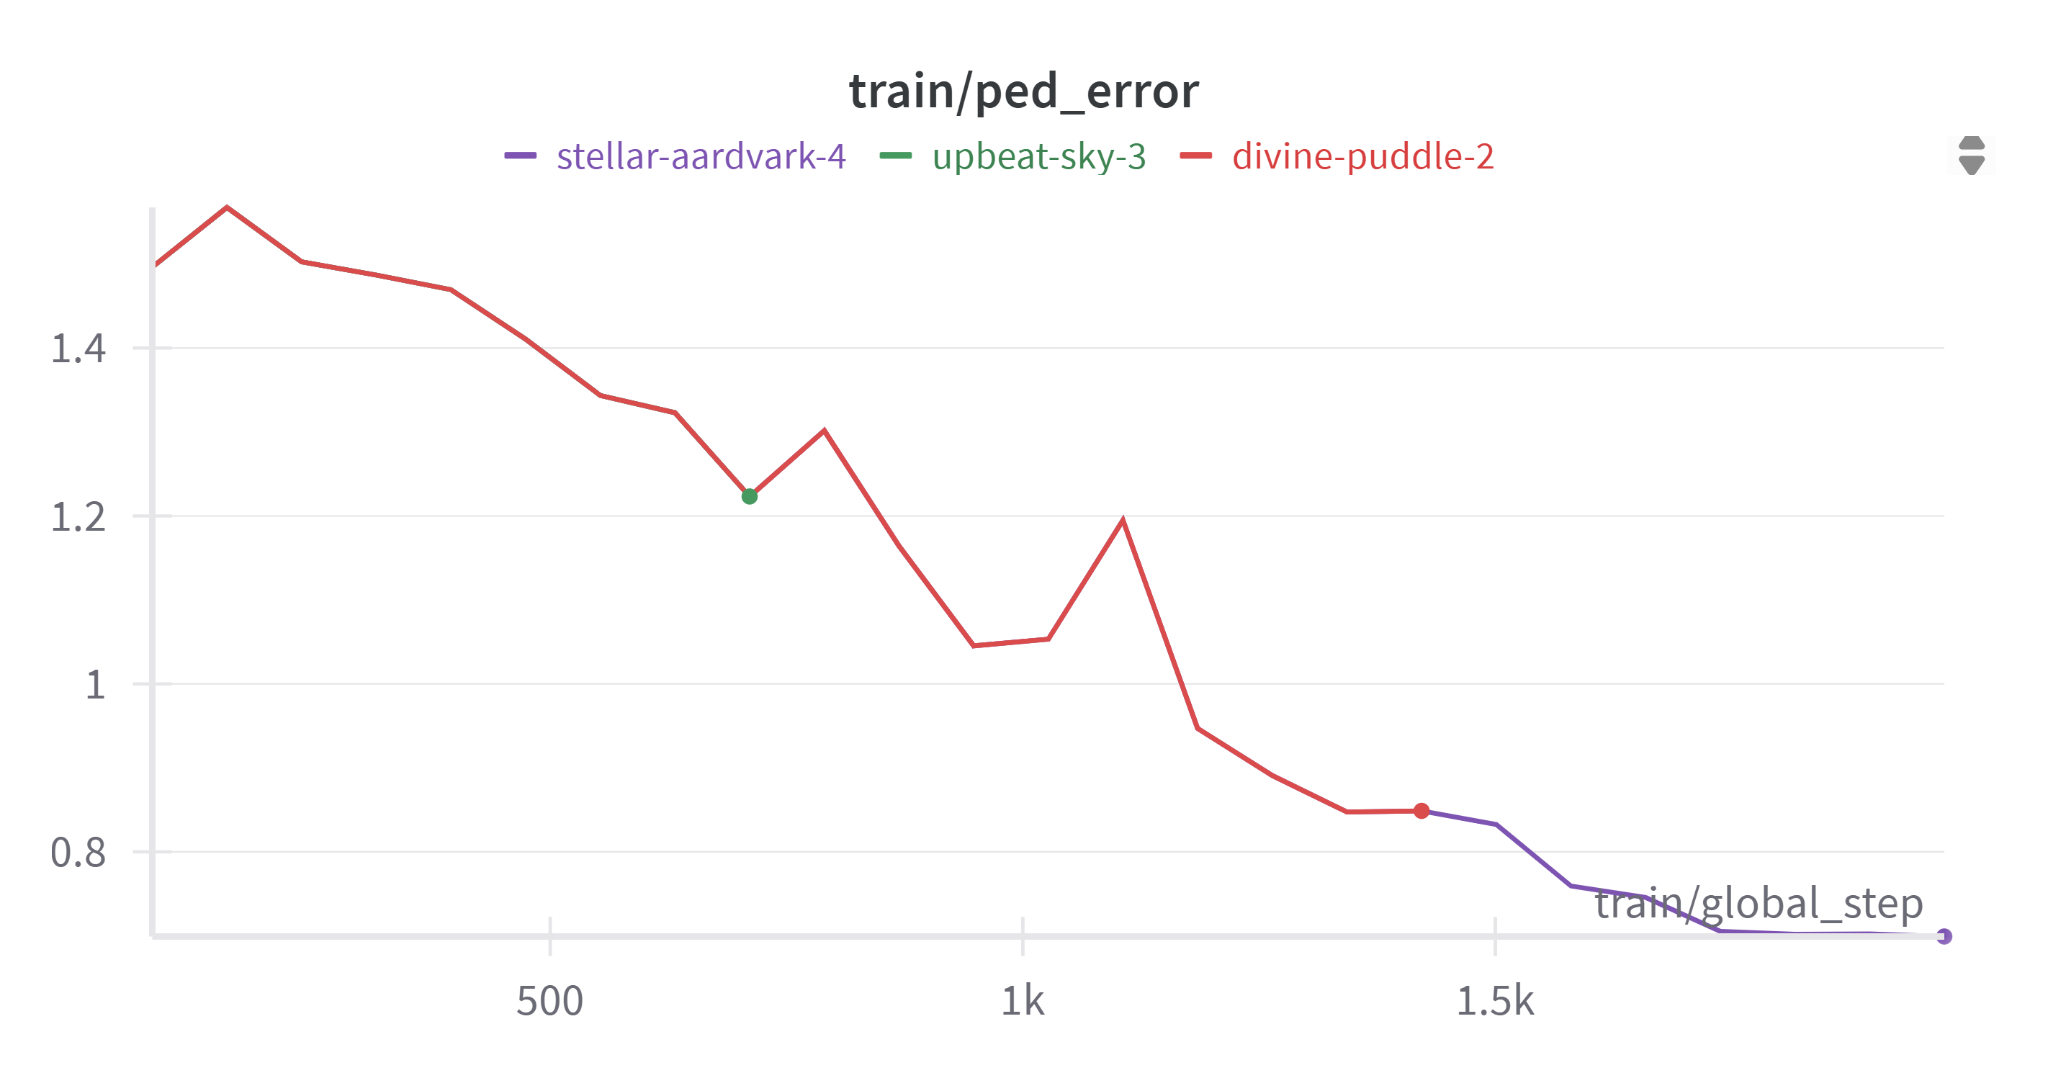 train/ped_error
stellar-aardvark-4 upbeat-sky-3 divine-puddle-2
1.4
1.2
1
0.8
train/global_step
500 1k 1.5k